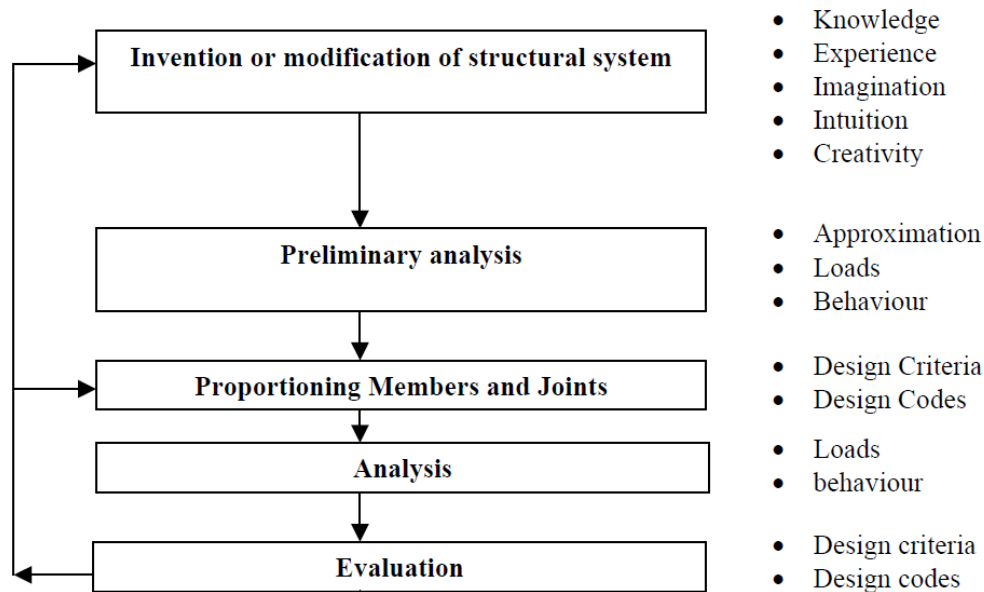 Invention or modification of structural system
• Knowledge
• Experience
• Imagination
• Intuition
• Creativity
Preliminary analysis
• Approximation
• Loads
• Behaviour
Proportioning Members and Joints
• Design Criteria
• Design Codes
Analysis
• Loads
• behaviour
Evaluation
• Design criteria
• Design codes